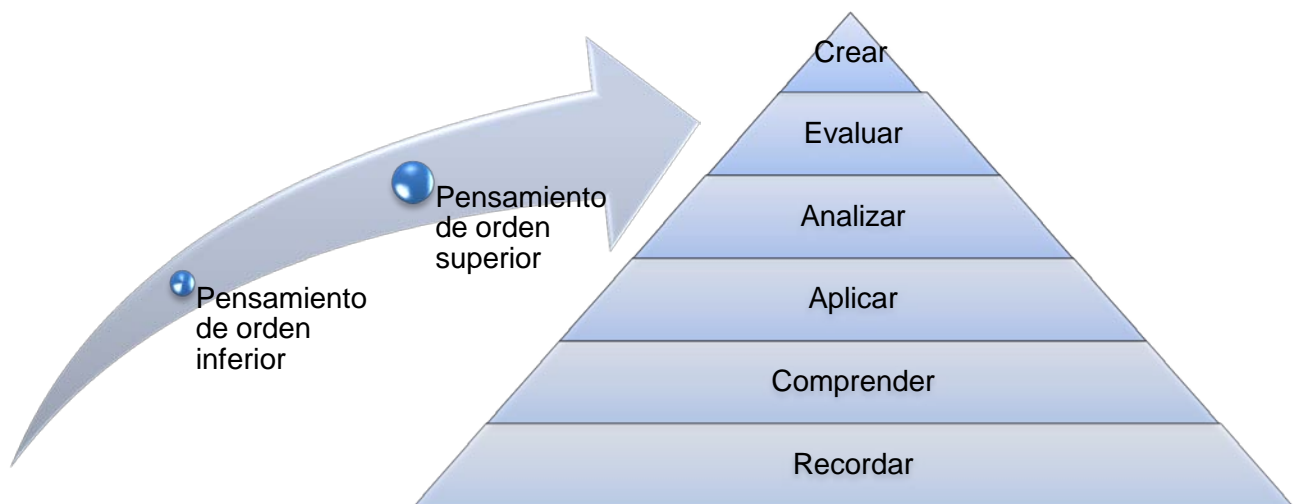 Pensamiento
de orden
inferior
Pensamiento
de orden
superior
Crear
Evaluar
Analizar
Aplicar
Comprender
Recordar